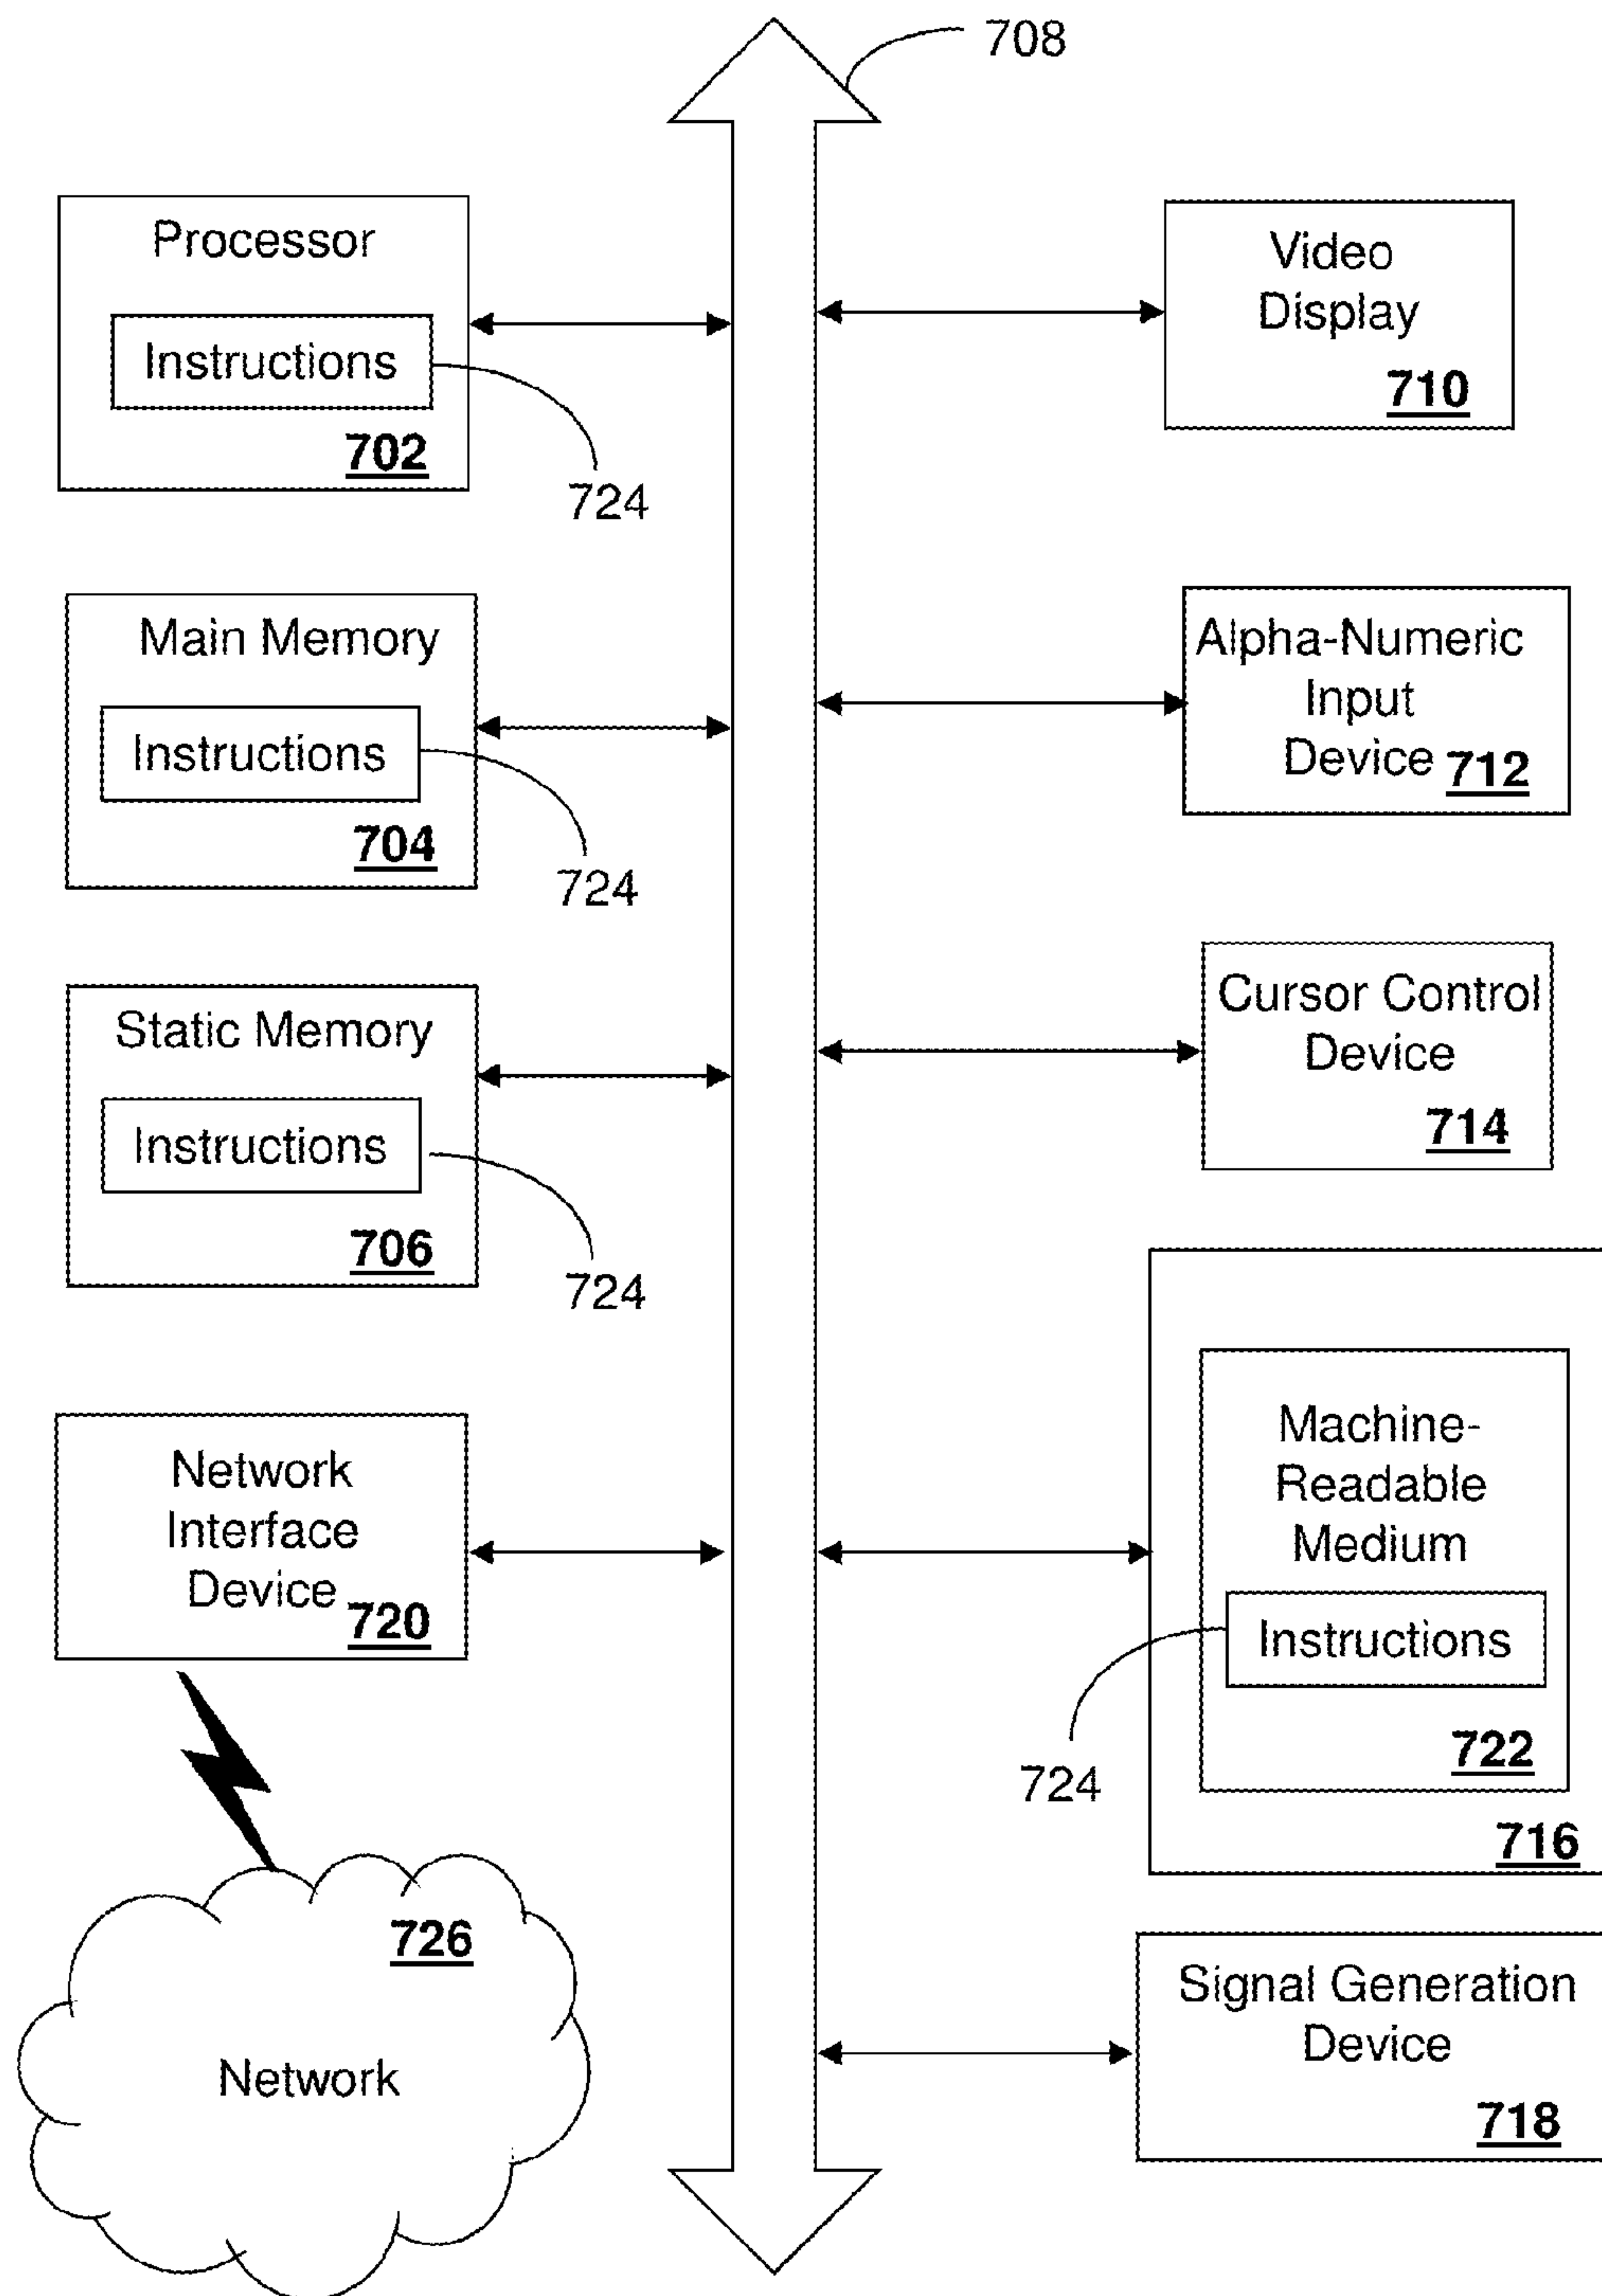 708
Processor
Instructions
702
724
Main Memory
Instructions
704
724
Static Memory
Instructions
706
724
Network
Interface
Device
720
726
Network
Video
Display
710
Alpha-Numeric
Input
Device 712
Cursor Control
Device
714
Machine-
Readable
Medium
Instructions
722
724
716
Signal Generation
Device
718